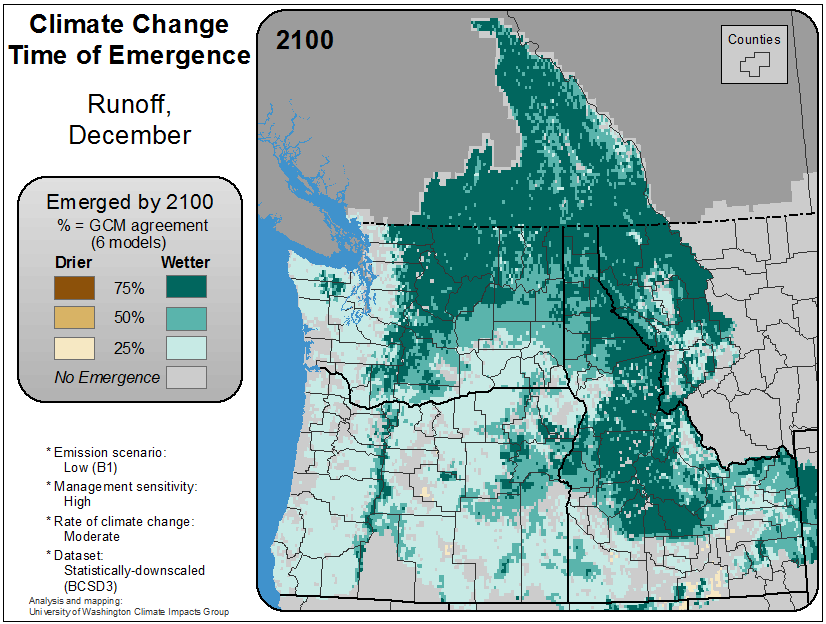 Climate Change
Time of Emergence
Runoff,
December
Emerged by 2100
% = GCM agreement
(6 models)
Drier Wetter
75%
50%
25%
No Emergence
* Emission scenario:
Low (B1)
* Management sensitivity:
High
* Rate of climate change:
Moderate
* Dataset:
Statistically-downscaled
(BCSD3)
Analysis and mapping:
University of Washington Climate Impacts Group
2100
Counties